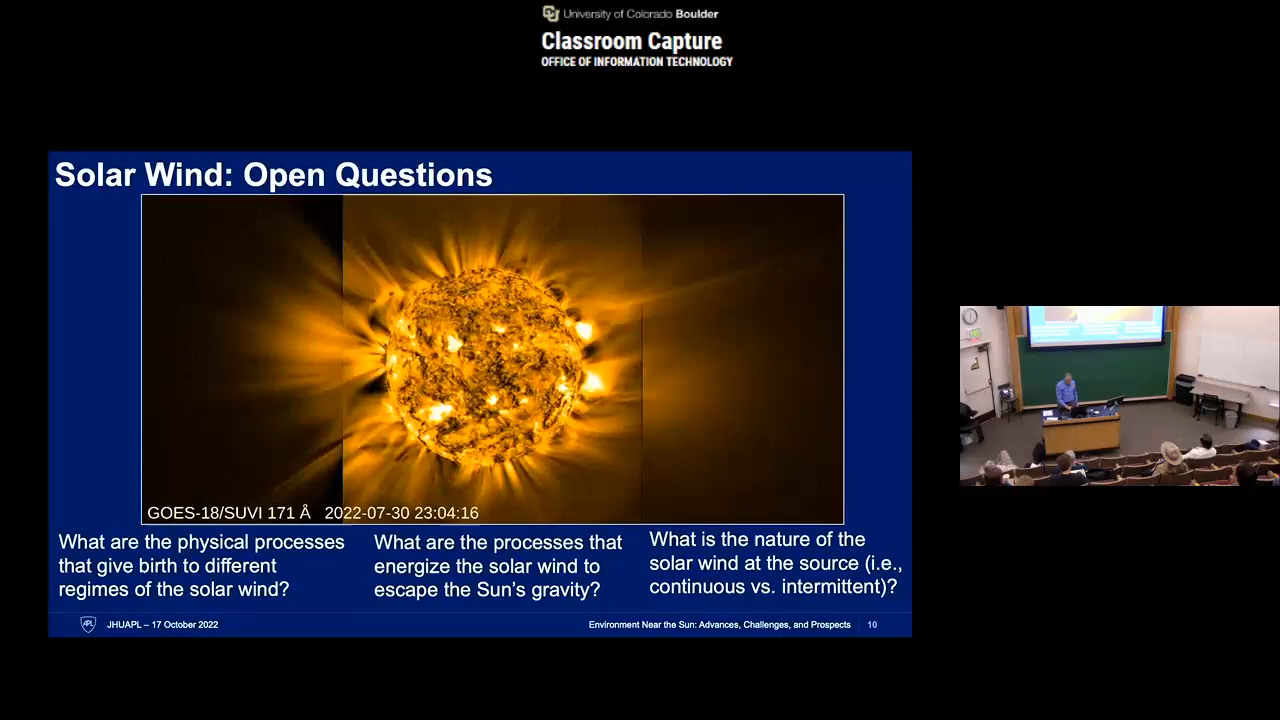 University of Colorado Boulder
Classroom Capture
OFFICE OF INFORMATION TECHNOLOGY
Solar Wind: Open Questions
GOES-18/SUVI 171 Å 2022-07-30 23:04:16
What are the physical processes
that give birth to different
regimes of the solar wind?
What are the processes that
energize the solar wind to
escape the Sun's gravity?
What is the nature of the
solar wind at the source (i.e.,
continuous vs. intermittent)?
APL
JHUAPL – 17 October 2022
Environment Near the Sun: Advances, Challenges, and Prospects
10